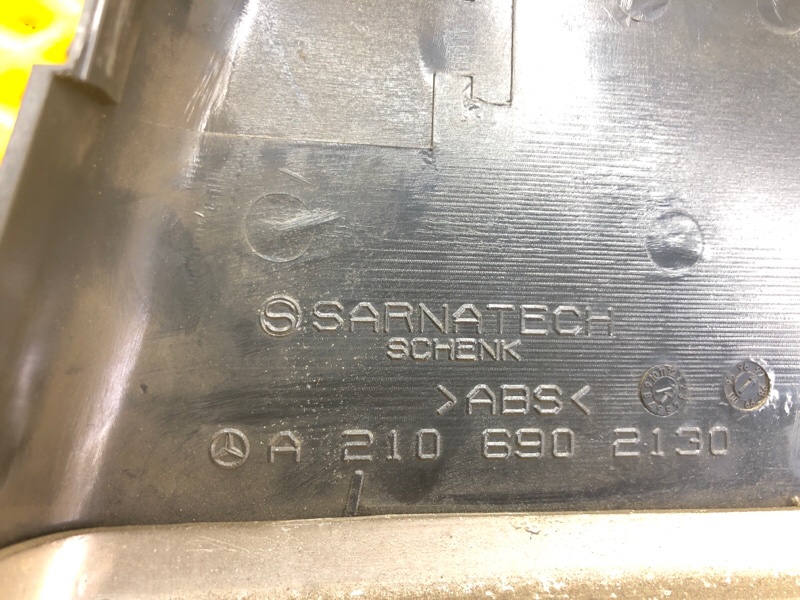 SARNATECH
SCHENK
>ABS<
A 210 690 2130